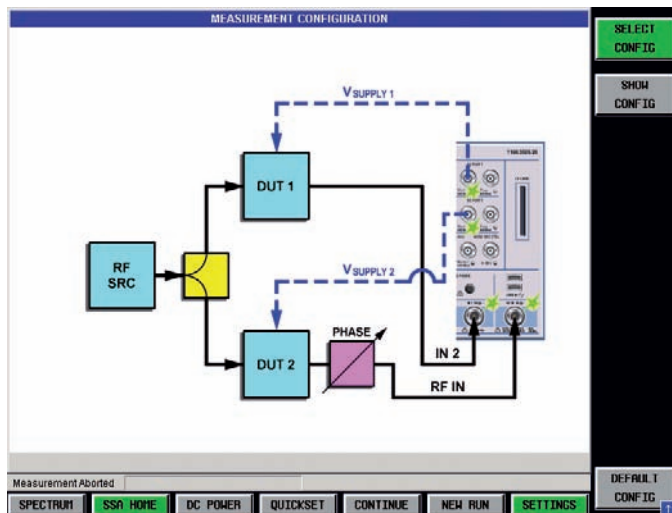 MEASUREMENT CONFIGURATION
SELECT
CONFIG
SHOW
CONFIG
VSUPPLY 1
DUT 1
RF
SRC
VSUPPLY 2
DUT 2
PHASE
IN 2
RF IN
Measurement Aborted
DEFAULT
CONFIG
SPECTRUM
SSA HOME
DC POWER
QUICKSET
CONTINUE
NEW RUN
SETTINGS